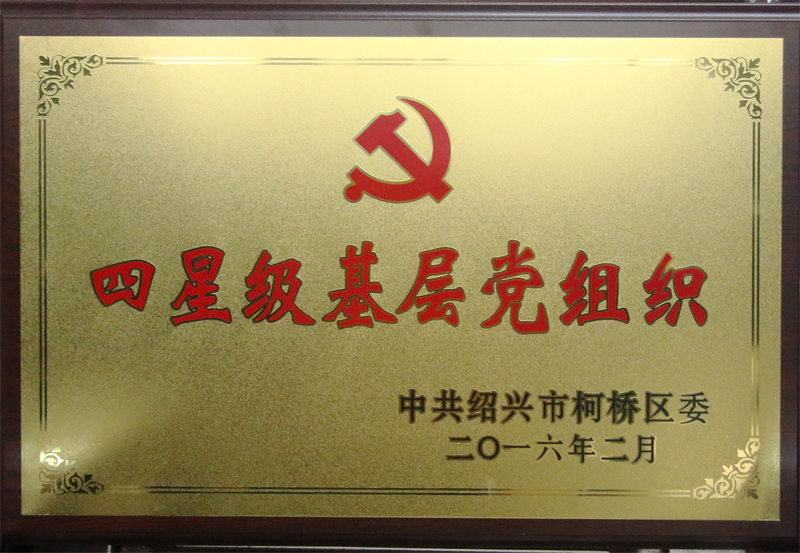 四星级基层党组织
中共绍兴市柯桥区委
二〇一六年二月